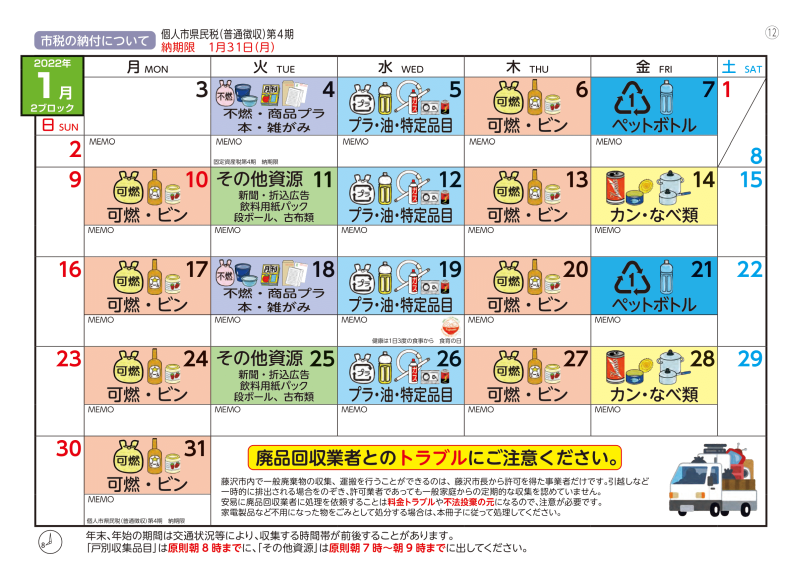 市税の納付について
個人市県民税(普通徴収)第4期
納期限　1月31日(月)
⑫
2022年
1月
2ブロック
日 SUN
月 MON
火 TUE
水 WED
木 THU
金 FRI
土 SAT
2
3
MEMO
4
不燃
月刊
不燃・商品プラ
本・雑がみ
MEMO
固定資産税第4期　納期限
5
プラ
プラ・油・特定品目
MEMO
6
可燃
可燃・ビン
MEMO
7
1
ペットボトル
MEMO
1
8
9
10
可燃
可燃・ビン
MEMO
その他資源 11
新聞・折込広告
飲料用紙パック
段ボール、古布類
MEMO
12
プラ
プラ・油・特定品目
MEMO
13
可燃
可燃・ビン
MEMO
14
カン・なべ類
MEMO
15
16
17
可燃
可燃・ビン
MEMO
18
不燃
月刊
不燃・商品プラ
本・雑がみ
MEMO
19
プラ
プラ・油・特定品目
MEMO
健康は1日3度の食事から　食育の日
20
可燃
可燃・ビン
MEMO
21
1
ペットボトル
MEMO
22
23
24
可燃
可燃・ビン
MEMO
その他資源 25
新聞・折込広告
飲料用紙パック
段ボール、古布類
MEMO
26
プラ
プラ・油・特定品目
MEMO
27
可燃
可燃・ビン
MEMO
28
カン・なべ類
MEMO
29
30
31
可燃
可燃・ビン
MEMO
個人市県民税(普通徴収)第4期　納期限
廃品回収業者とのトラブルにご注意ください。
藤沢市内で一般廃棄物の収集、運搬を行うことができるのは、藤沢市長から許可を得た事業者だけです。引越しなど
一時的に排出される場合をのぞき、許可業者であっても一般家庭からの定期的な収集を認めていません。
安易に廃品回収業者に処理を依頼することは料金トラブルや不法投棄の元になるので、注意が必要です。
家電製品など不用になった物をごみとして処分する場合は、本冊子に従って処理してください。
8
年末、年始の期間は交通状況等により、収集する時間帯が前後することがあります。
「戸別収集品目」は原則朝8時までに、「その他資源」は原則朝7時〜朝9時までに出してください。